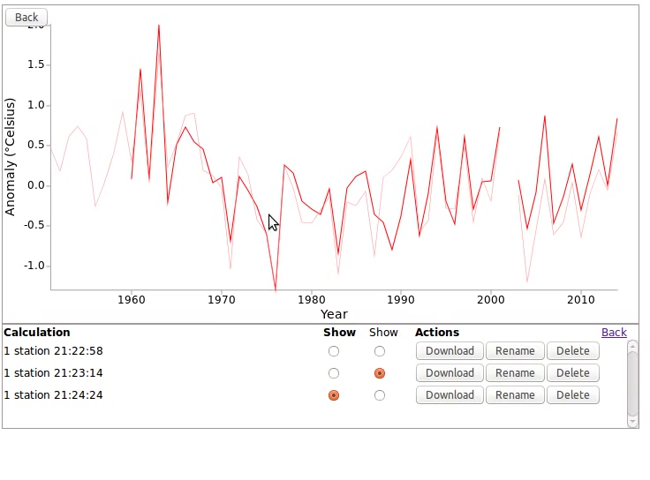 Back
2.0
1.5
1.0
0.5
0.0
-0.5
-1.0
Anomaly (°Celsius)
1960 1970 1980 1990 2000 2010
Year
Calculation Show Show Actions Back
1 station 21:22:58 Download Rename Delete
1 station 21:23:14 Download Rename Delete
1 station 21:24:24 Download Rename Delete